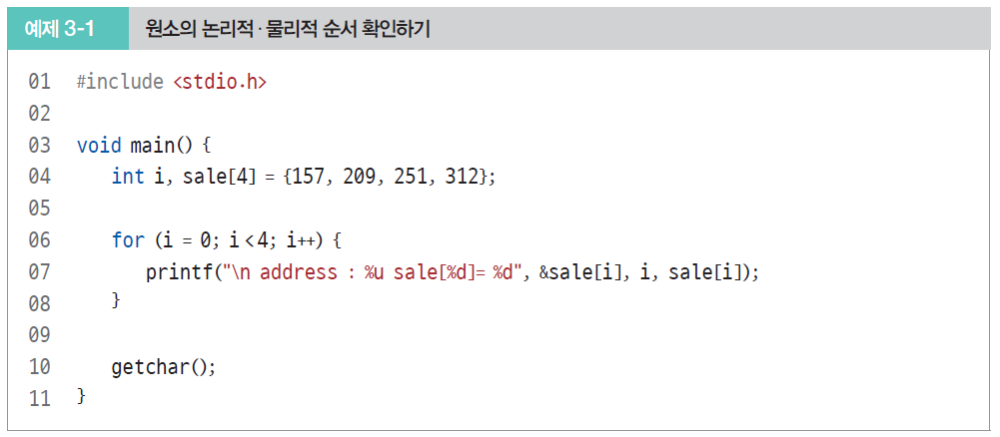 예제 3-1 원소의 논리적·물리적 순서 확인하기
01 #include <stdio.h>
02
03 void main() {
04 int i, sale[4] = {157, 209, 251, 312};
05
06 for (i = 0; i<4; i++) {
07 printf("\n address : %u sale[%d]= %d", &sale[i], i, sale[i]);
08 }
09
10 getchar();
11 }